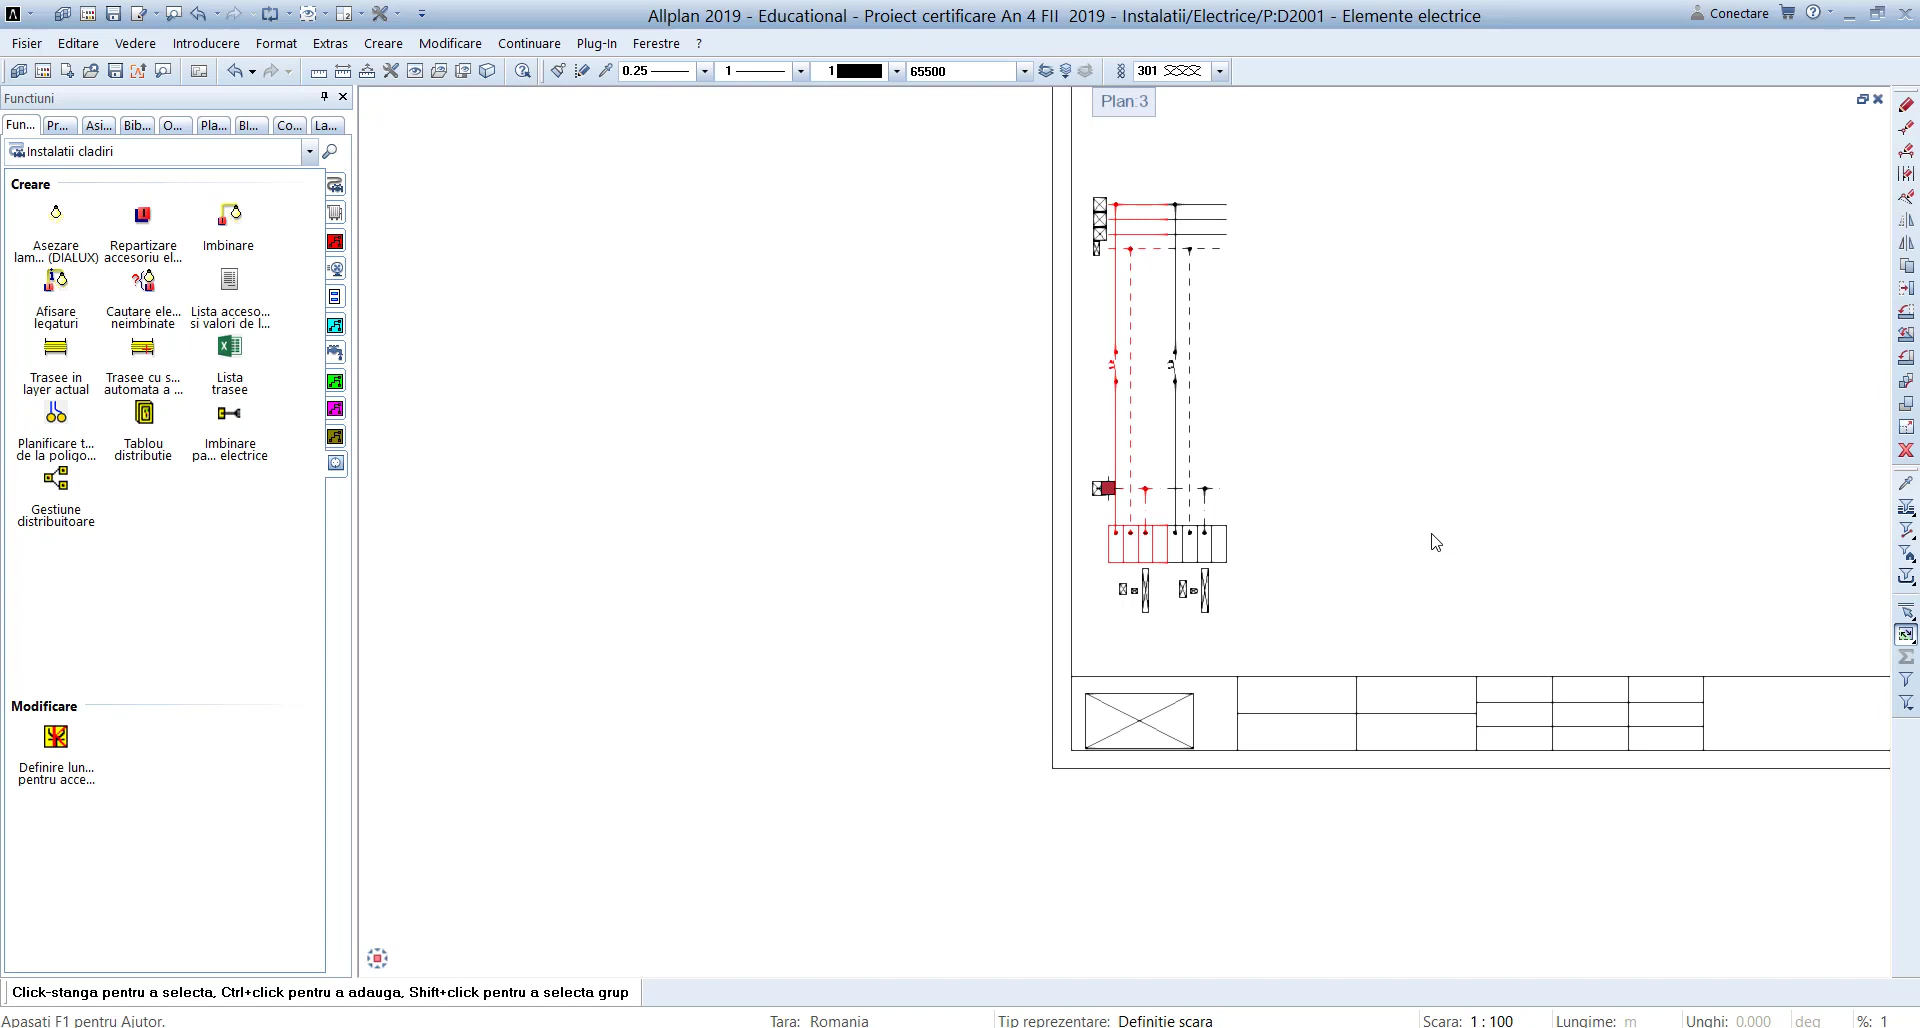 Allplan 2019 - Educational - Proiect certificare An 4 FII  2019 - Instalatii/Electrice/P:D2001 - Elemente electrice
Conectare
Fisier Editare Vedere Introducere Format Extras Creare Modificare Continuare Plug-In Ferestre ?
0.25 1 1 65500 301
Functiuni
Fun... Pr... Asi... Bib... O... Pla... Bl... Co... La...
Instalatii cladiri
Creare
Asezare lam... (DIALUX)
Repartizare accesoriu el...
Imbinare
Afisare legaturi
Cautare ele... neimbinate
Lista acceso... si valori de l...
Trasee in layer actual
Trasee cu s... automata a ...
Lista trasee
Planificare t... de la poligo...
Tablou distributie
Imbinare pa... electrice
Gestiune distribuitoare
Modificare
Definire lun... pentru acce...
Plan:3
Click-stanga pentru a selecta, Ctrl+click pentru a adauga, Shift+click pentru a selecta grup
Apasati F1 pentru Ajutor.
Tara: Romania
Tip reprezentare: Definitie scara
Scara: 1 : 100
Lungime: m
Unghi: 0.000 deg
%: 1